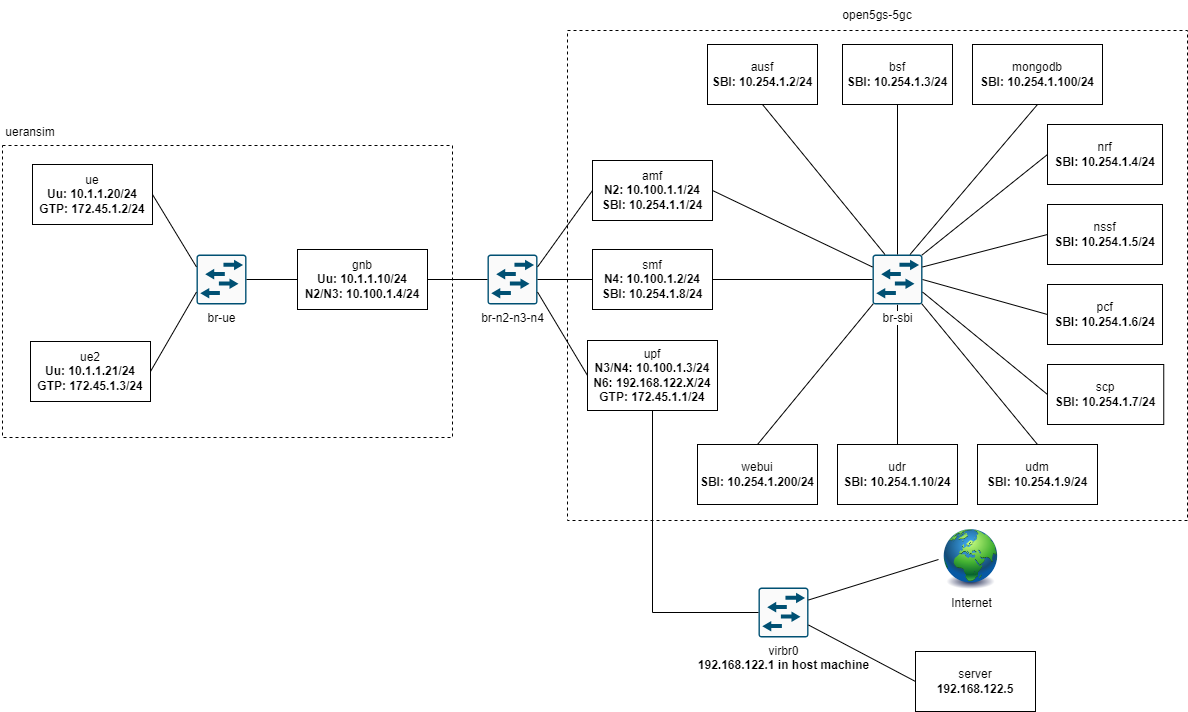 open5gs-5gc
ausf
SBI: 10.254.1.2/24
bsf
SBI: 10.254.1.3/24
mongodb
SBI: 10.254.1.100/24
ueransim
nrf
SBI: 10.254.1.4/24
ue
Uu: 10.1.1.20/24
GTP: 172.45.1.2/24
amf
N2: 10.100.1.1/24
SBI: 10.254.1.1/24
nssf
SBI: 10.254.1.5/24
gnb
Uu: 10.1.1.10/24
N2/N3: 10.100.1.4/24
smf
N4: 10.100.1.2/24
SBI: 10.254.1.8/24
br-ue
br-n2-n3-n4
br-sbi
pcf
SBI: 10.254.1.6/24
ue2
Uu: 10.1.1.21/24
GTP: 172.45.1.3/24
upf
N3/N4: 10.100.1.3/24
N6: 192.168.122.X/24
GTP: 172.45.1.1/24
scp
SBI: 10.254.1.7/24
webui
SBI: 10.254.1.200/24
udr
SBI: 10.254.1.10/24
udm
SBI: 10.254.1.9/24
Internet
virbr0
192.168.122.1 in host machine
server
192.168.122.5